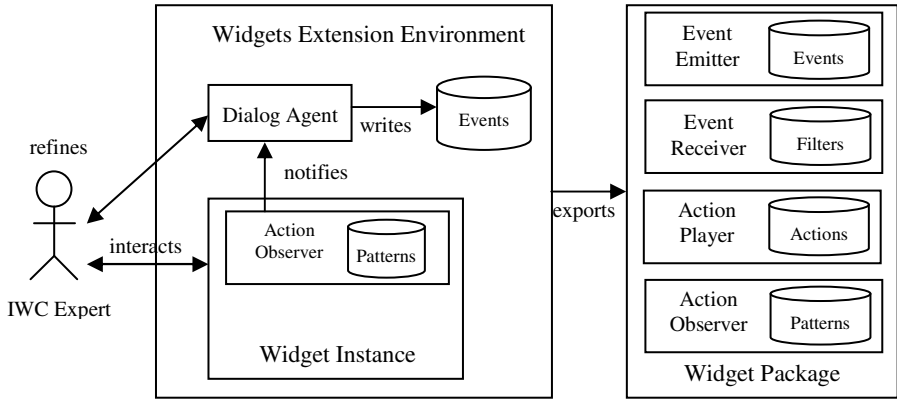 Widgets Extension Environment
Dialog Agent
writes
Events
refines
notifies
interacts
IWC Expert
Action
Observer
Patterns
Widget Instance
exports
Event
Emitter
Events
Event
Receiver
Filters
Action
Player
Actions
Action
Observer
Patterns
Widget Package